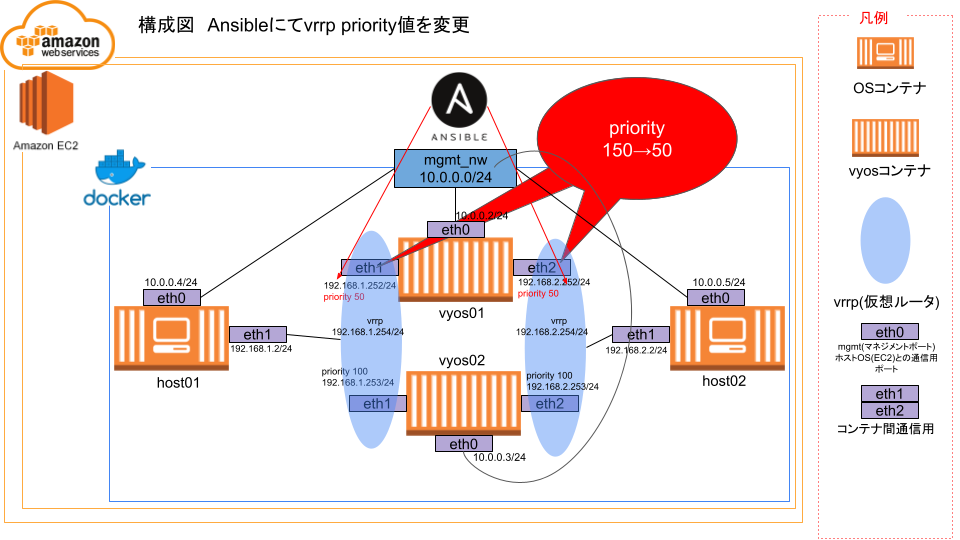 構成図 Ansibleにてvrrp priority値を変更
amazon
web services
Amazon EC2
docker
ANSIBLE
mgmt_nw
10.0.0.0/24
priority
150→50
10.0.0.2/24
eth0
eth1
eth2
192.168.1.252/24
priority 50
192.168.2.252/24
priority 50
vyos01
10.0.0.4/24
eth0
eth1
192.168.1.2/24
host01
vrrp
192.168.1.254/24
vrrp
192.168.2.254/24
10.0.0.5/24
eth0
eth1
192.168.2.2/24
host02
vyos02
priority 100
192.168.1.253/24
priority 100
192.168.2.253/24
eth1
eth2
eth0
10.0.0.3/24
凡例
OSコンテナ
vyosコンテナ
vrrp(仮想ルータ)
eth0
mgmt(マネジメントポート)
ホストOS(EC2)との通信用
ポート
eth1
eth2
コンテナ間通信用